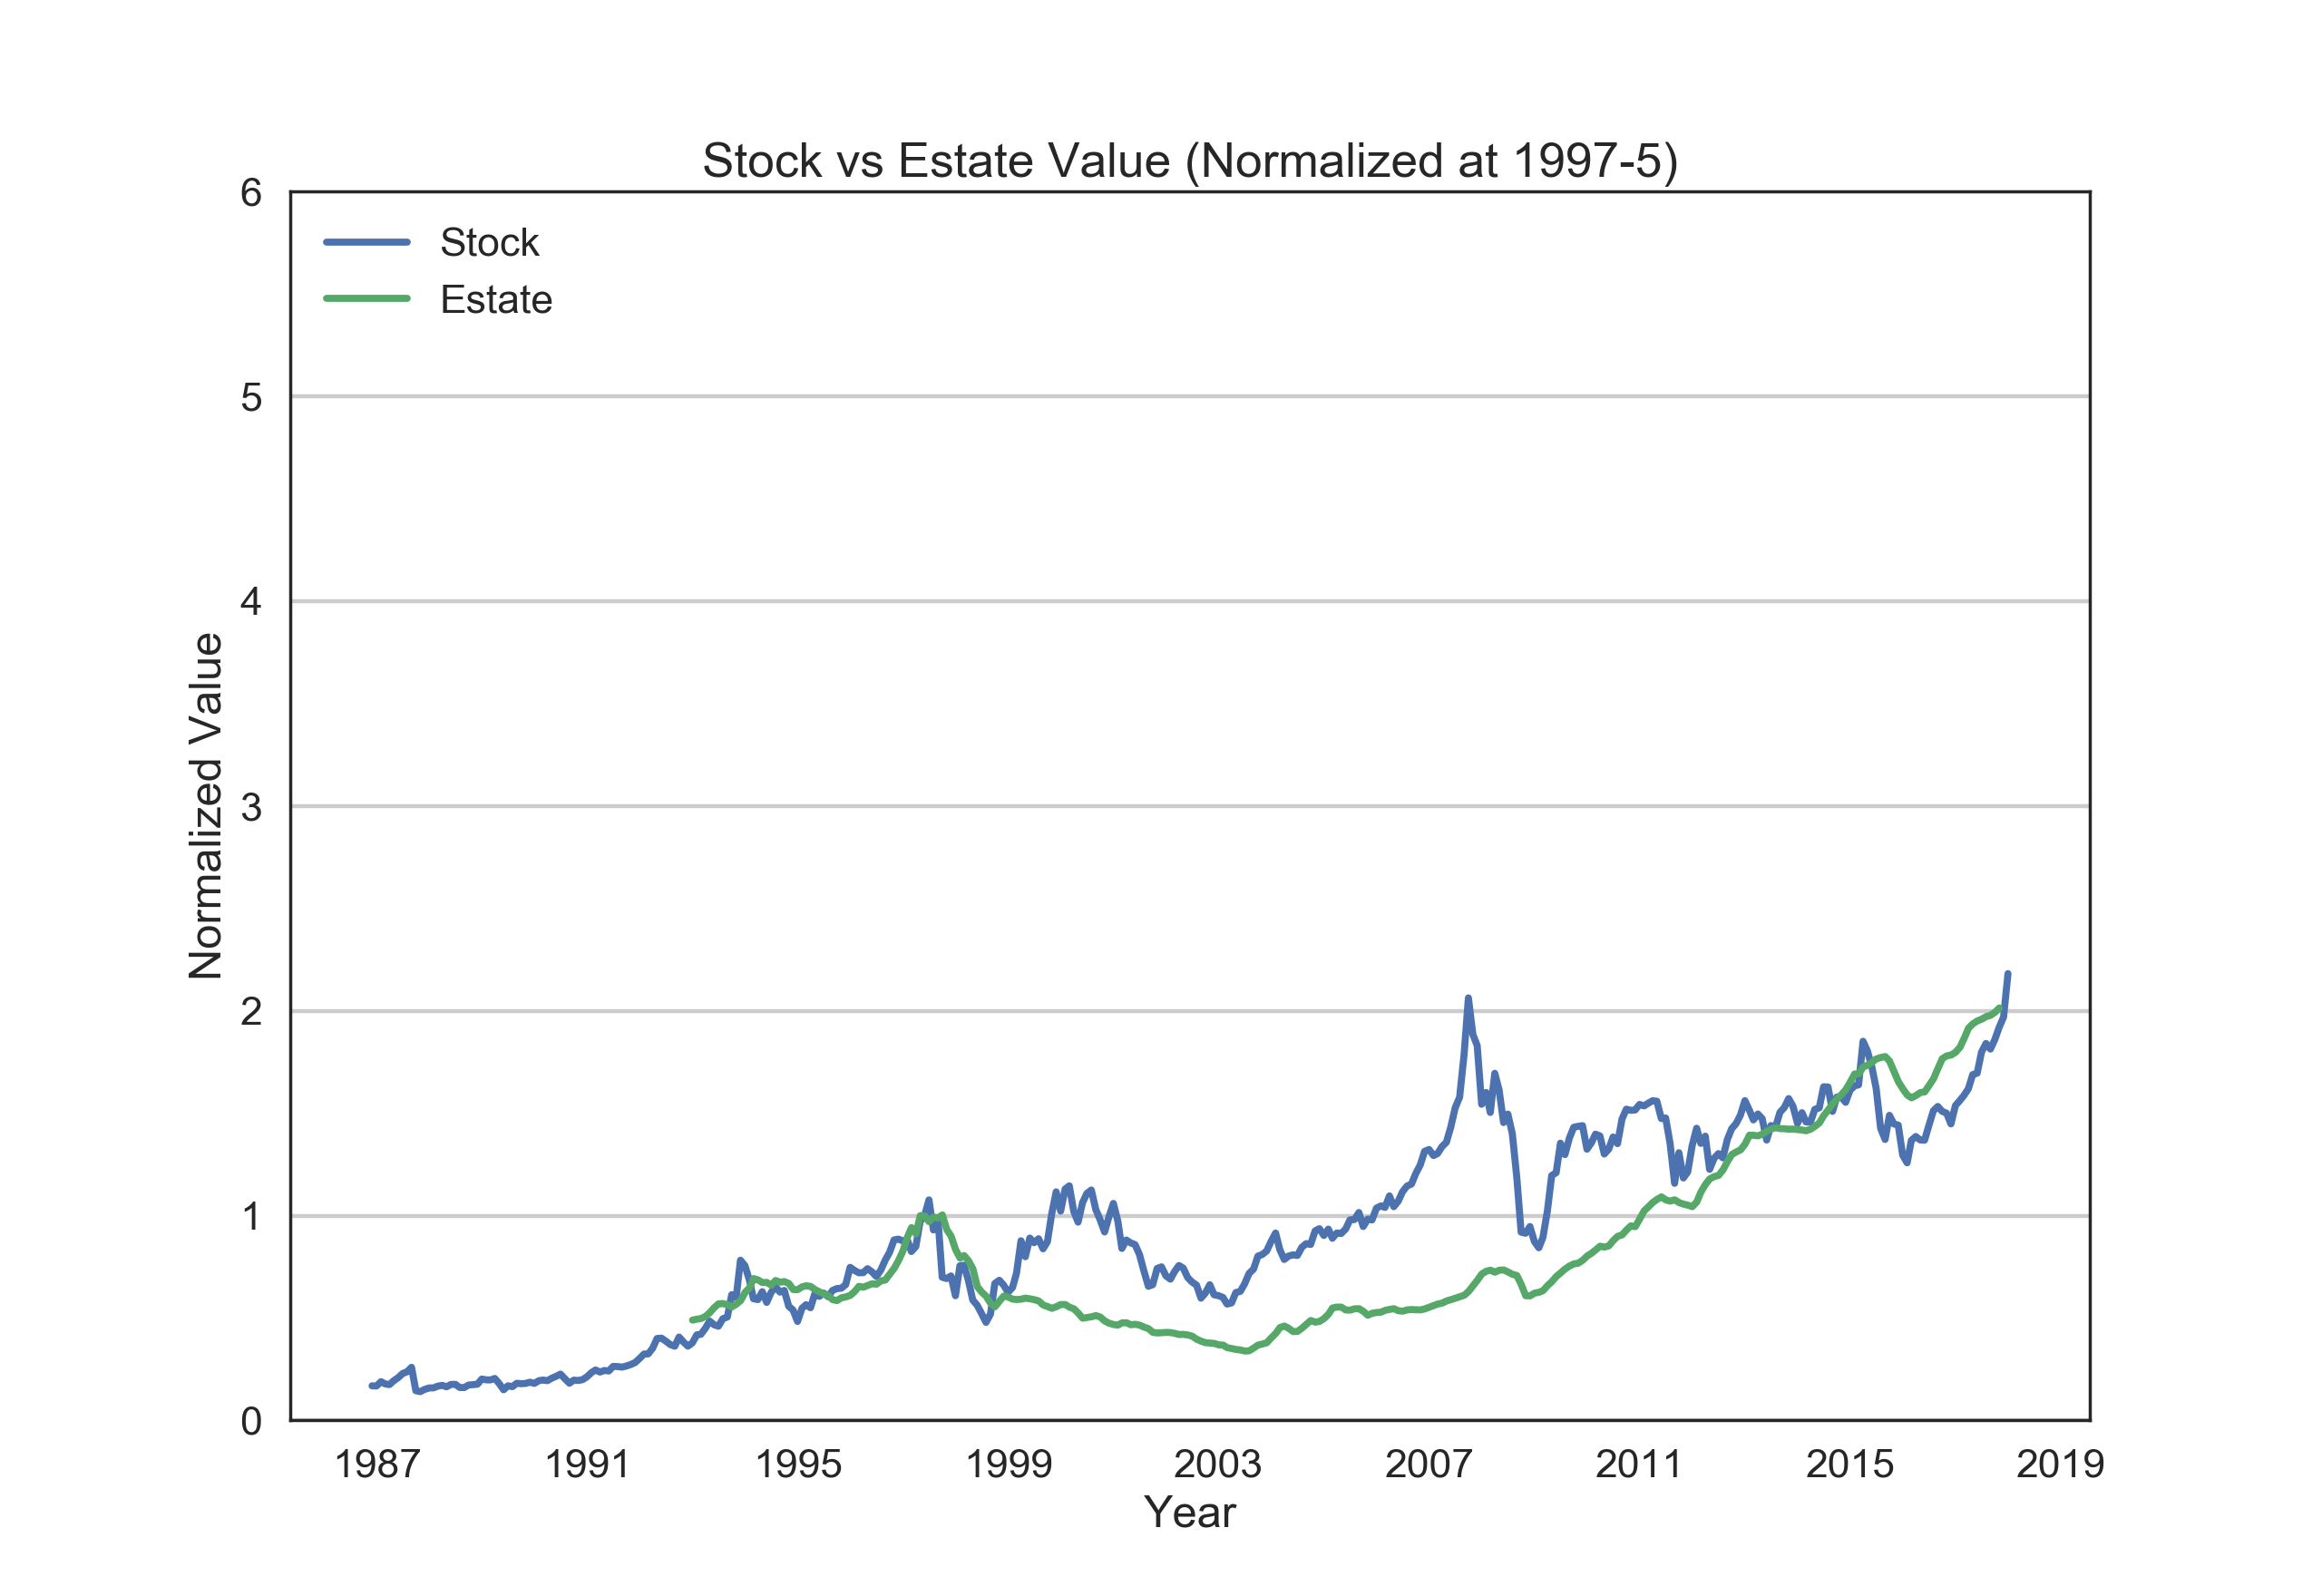 Stock vs Estate Value (Normalized at 1997-5)
6
Stock
Estate
5
4
3
2
1
0
Normalized Value
1987 1991 1995 1999 2003 2007 2011 2015 2019
Year